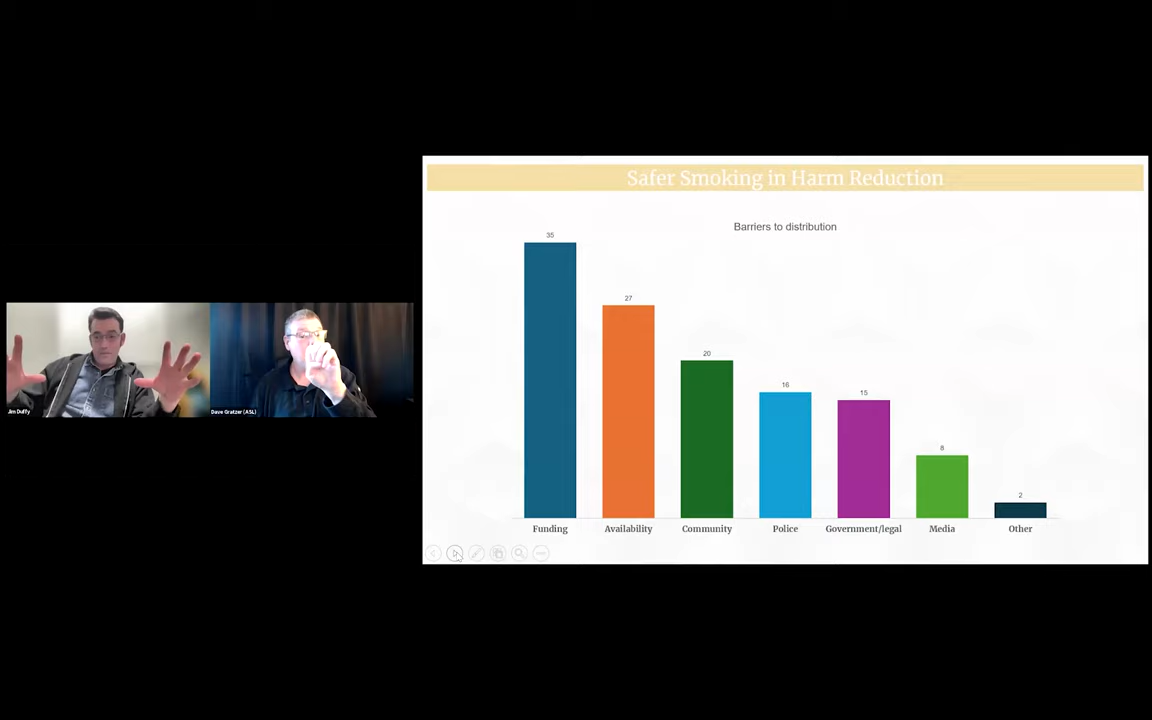 Safer Smoking in Harm Reduction
Barriers to distribution
35
27
20
16
15
8
2
Funding
Availability
Community
Police
Government/legal
Media
Other
Jim Duffy
Dave Gratzer (ASL)